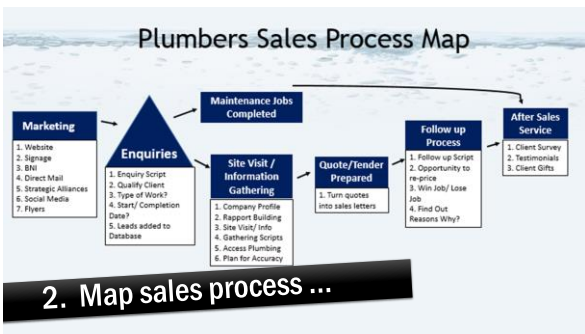 Plumbers Sales Process Map
Marketing
1. Website
2. Signage
3. BNI
4. Direct Mail
5. Strategic Alliances
6. Social Media
7. Flyers
Enquiries
1. Enquiry Script
2. Qualify Client
3. Type of Work?
4. Start/ Completion
Date?
5. Leads added to
Database
Maintenance Jobs
Completed
Site Visit /
Information
Gathering
1. Company Profile
2. Rapport Building
3. Site Visit/ Info
4. Gathering Scripts
5. Access Plumbing
6. Plan for Accuracy
Quote/Tender
Prepared
1. Turn quotes
into sales letters
Follow up
Process
1. Follow up Script
2. Opportunity to
re-price
3. Win Job/ Lose
Job
4. Find Out
Reasons Why?
After Sales
Service
1. Client Survey
2. Testimonials
3. Client Gifts
2. Map sales process ...